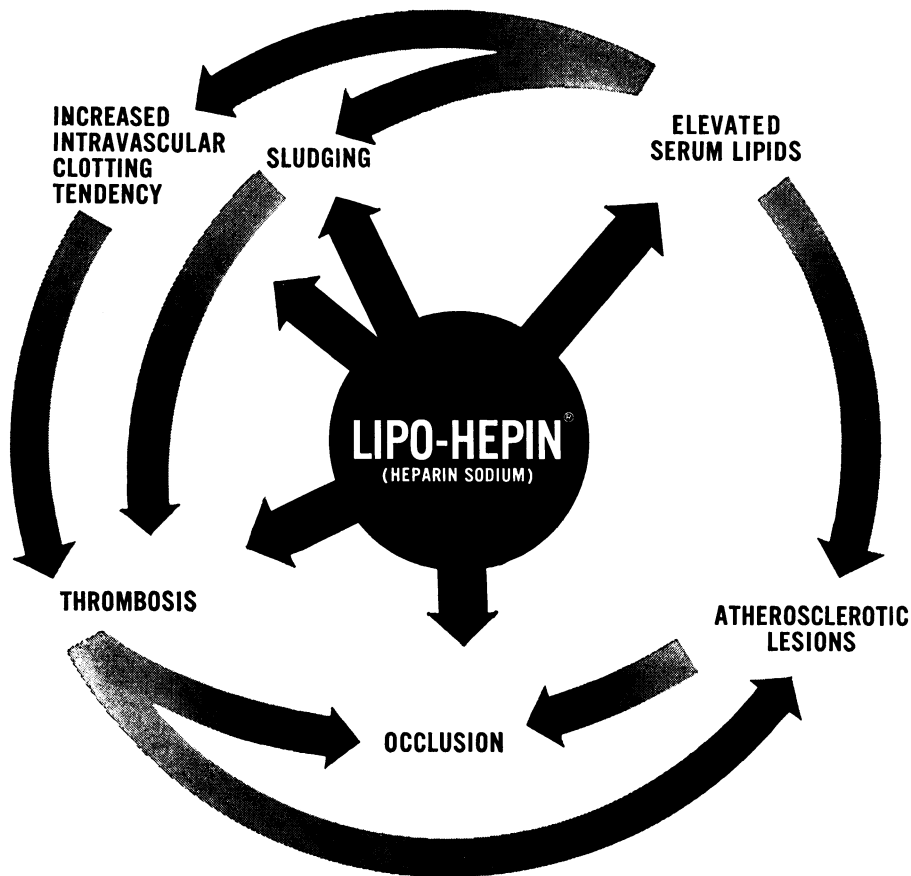 INCREASED
INTRAVASCULAR
CLOTTING
TENDENCY
SLUDGING
ELEVATED
SERUM LIPIDS
LIPO-HEPIN®
(HEPARIN SODIUM)
THROMBOSIS
ATHEROSCLEROTIC
LESIONS
OCCLUSION